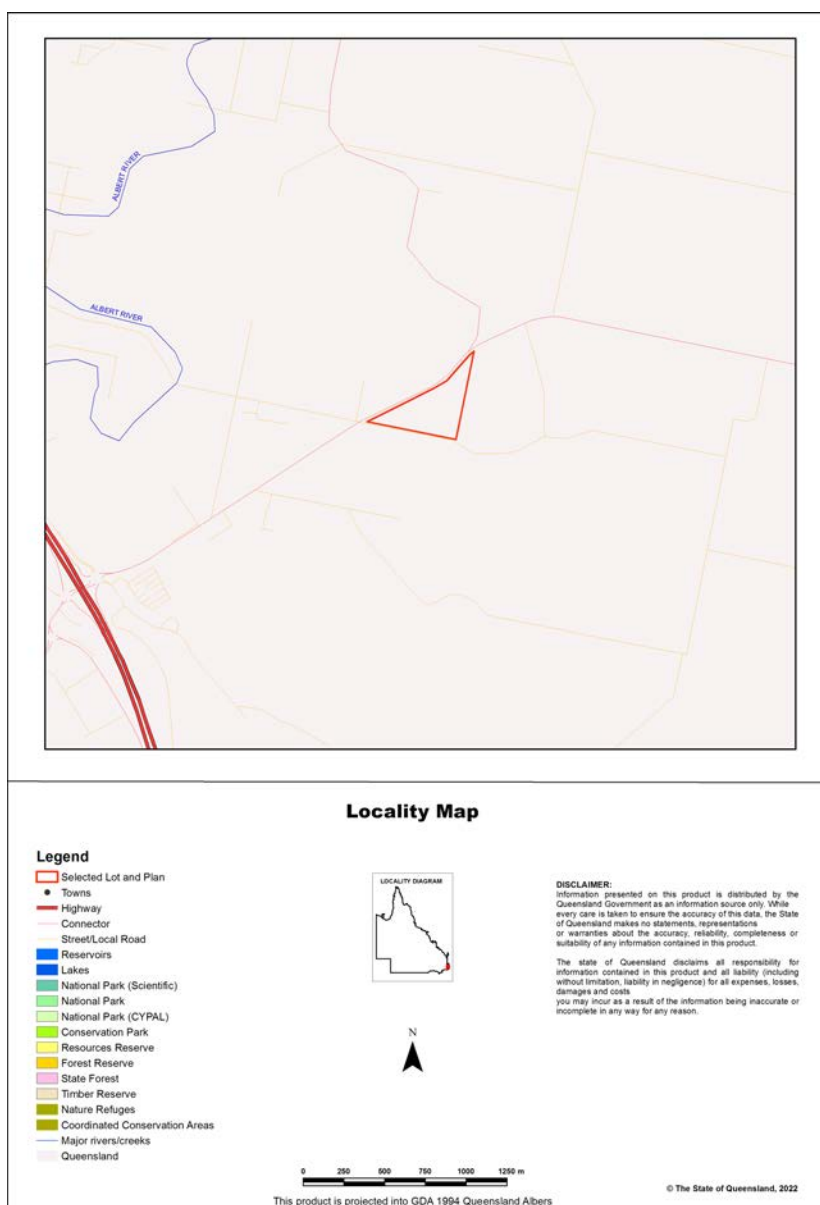 ALBERT RIVER
ALBERT RIVER
Locality Map
Legend
Selected Lot and Plan
Towns
Highway
Connector
Street/Local Road
Reservoirs
Lakes
National Park (Scientific)
National Park
National Park (CYPAL)
Conservation Park
Resources Reserve
Forest Reserve
State Forest
Timber Reserve
Nature Refuges
Coordinated Conservation Areas
Major rivers/creeks
Queensland
LOCALITY DIAGRAM
N
DISCLAIMER:
Information presented on this product is distributed by the
Queensland Government as an information source only. While
every care is taken to ensure the accuracy of this data, the State
of Queensland makes no statements, representations
or warranties about the accuracy, reliability, completeness or
suitability of any information contained in this product.
The state of Queensland disclaims all responsibility for
information contained in this product and all liability (including
without limitation, liability in negligence) for all expenses, losses,
damages and costs
you may incur as a result of the information being inaccurate or
incomplete in any way for any reason.
0 250 500 750 1000 1250 m
This product is projected into GDA 1994 Queensland Albers
© The State of Queensland, 2022